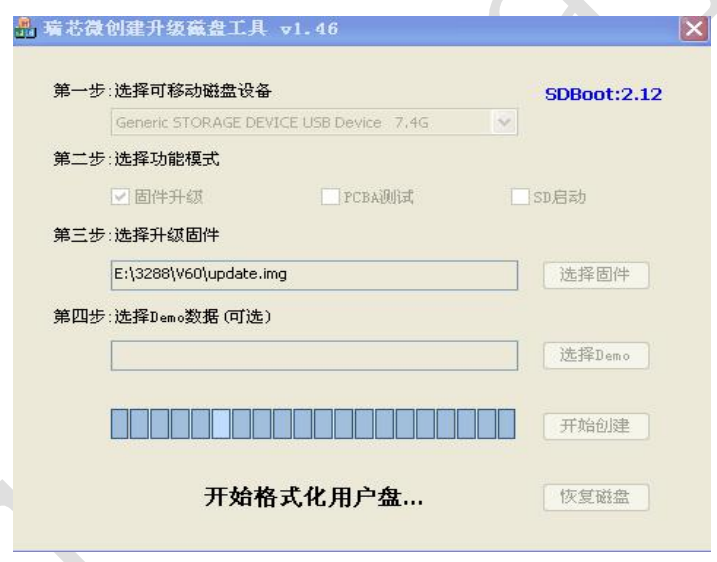 瑞芯微创建升级磁盘工具 v1.46
第一步:选择可移动磁盘设备
SDBoot:2.12
Generic STORAGE DEVICE USB Device 7.4G
第二步:选择功能模式
固件升级 PCBA测试 SD启动
第三步:选择升级固件
E:\3288\V60\update.img 选择固件
第四步:选择Demo数据(可选)
选择Demo
开始创建
开始格式化用户盘... 恢复磁盘